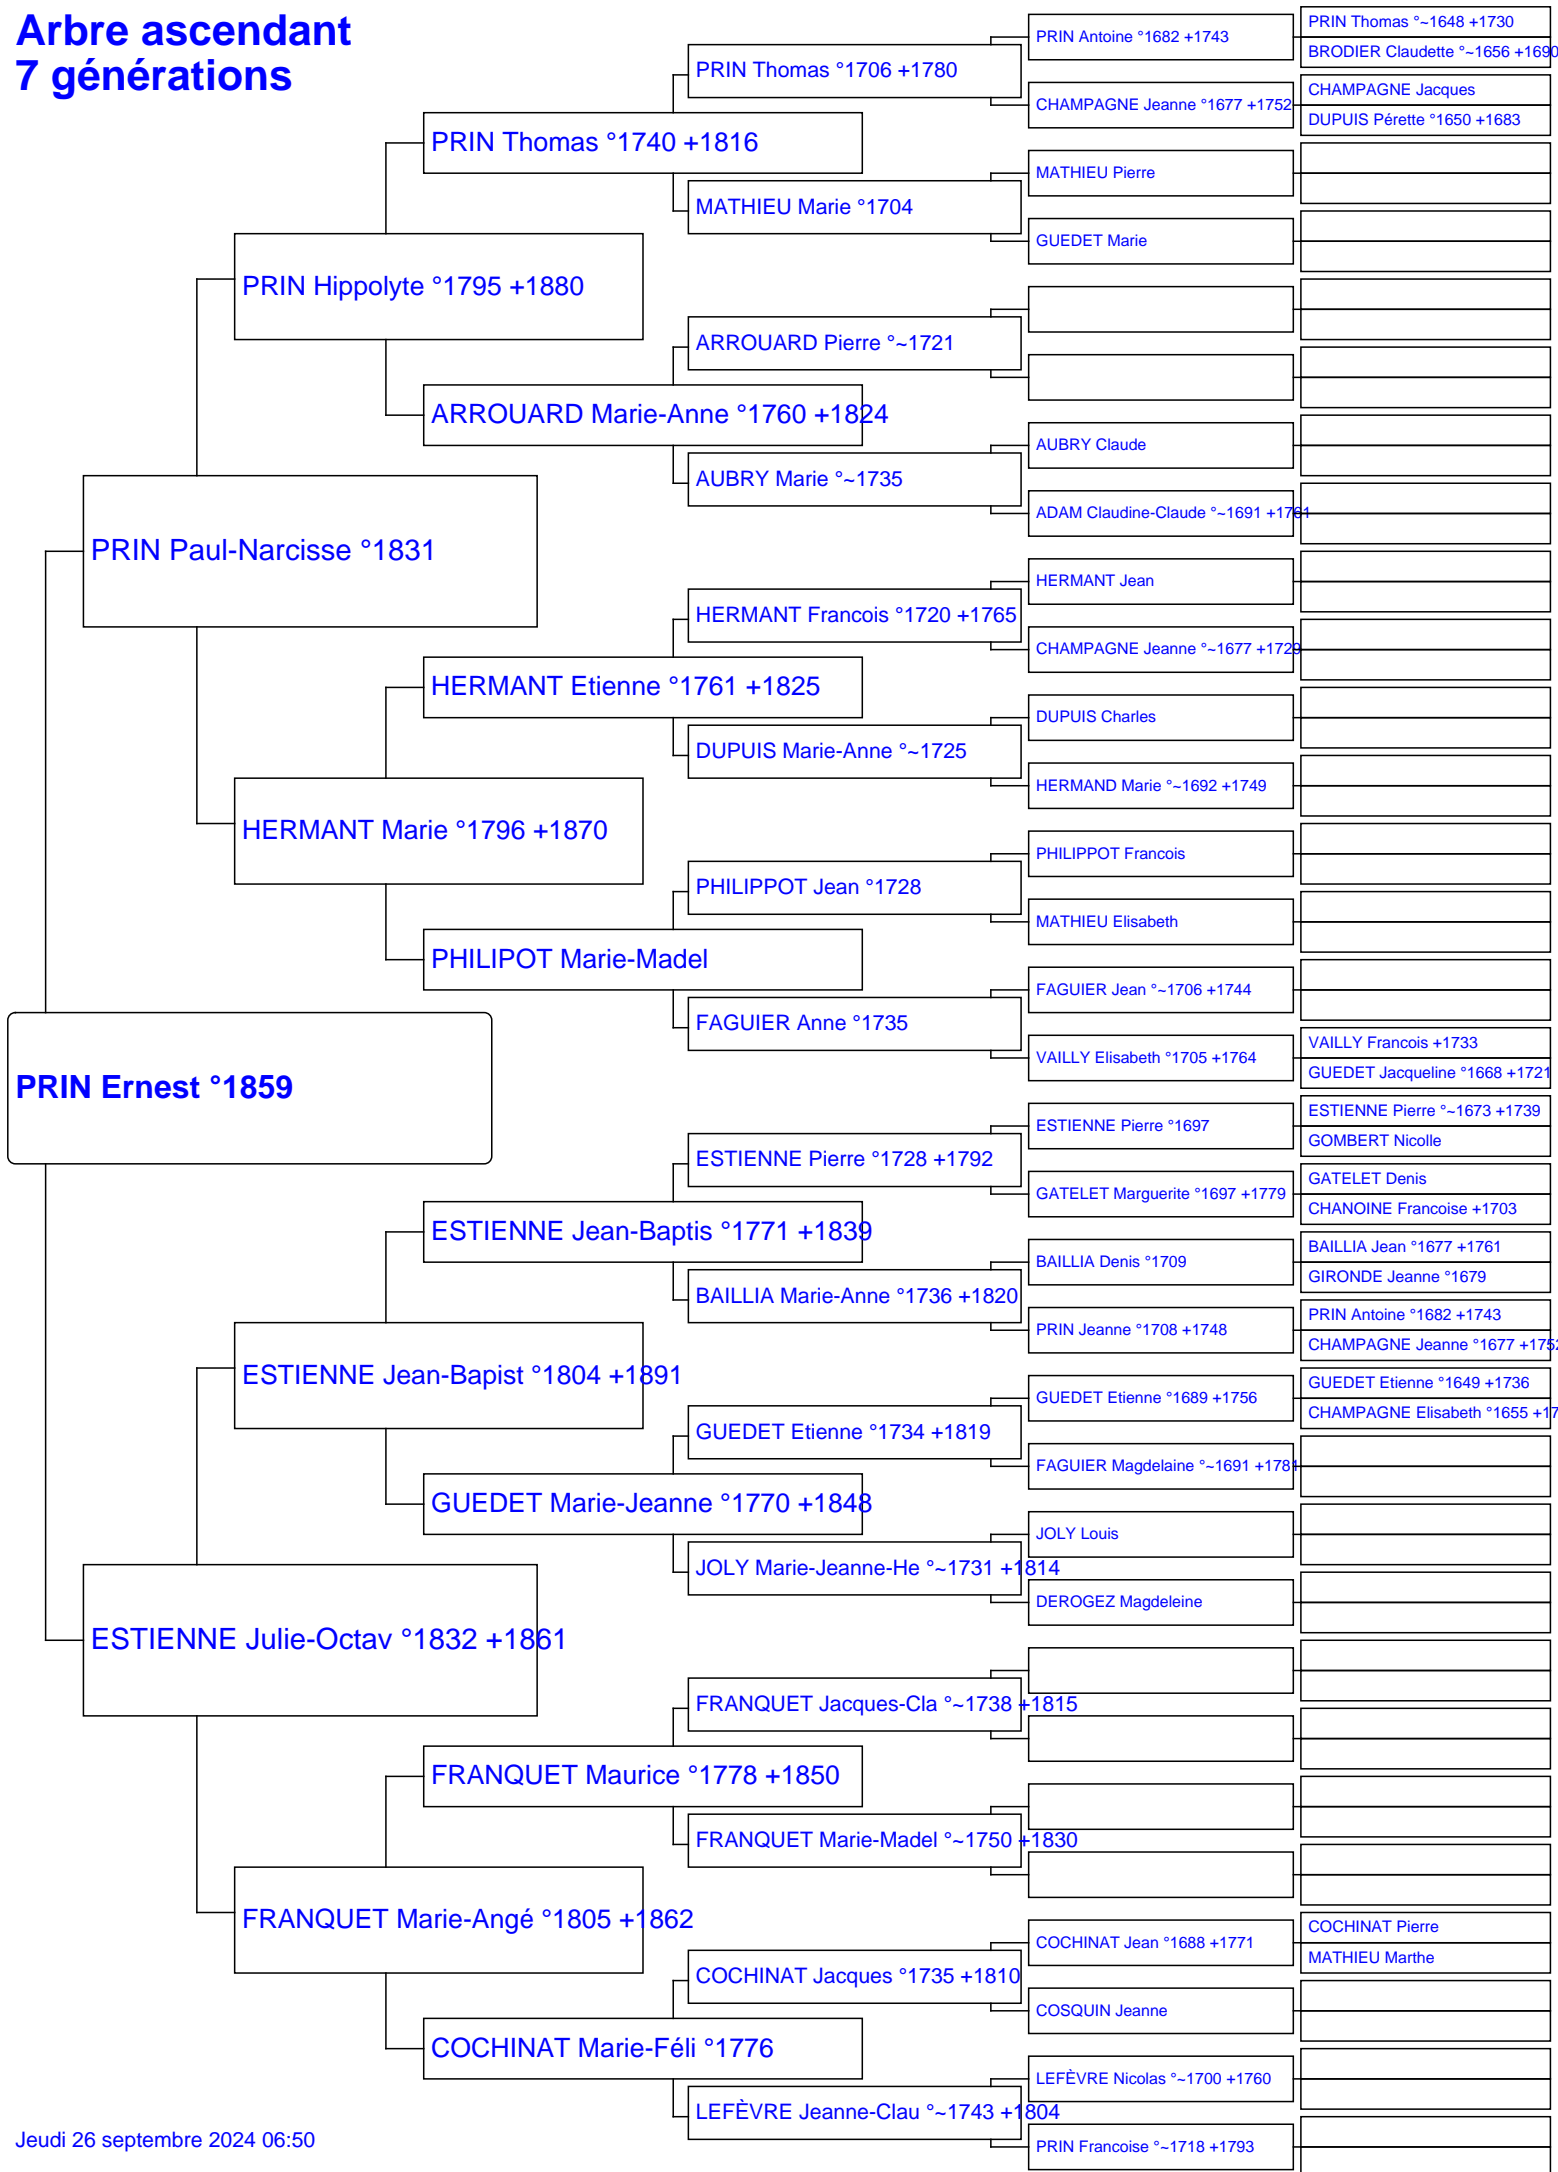 Arbre ascendant
7 générations
PRIN Ernest °1859
PRIN Paul-Narcisse °1831
ESTIENNE Julie-Octav °1832 +1861
PRIN Hippolyte °1795 +1880
HERMANT Marie °1796 +1870
ESTIENNE Jean-Bapist °1804 +1891
FRANQUET Marie-Angé °1805 +1862
PRIN Thomas °1740 +1816
ARROUARD Marie-Anne °1760 +1824
HERMANT Etienne °1761 +1825
PHILIPOT Marie-Madel
ESTIENNE Jean-Baptis °1771 +1839
GUEDET Marie-Jeanne °1770 +1848
FRANQUET Maurice °1778 +1850
COCHINAT Marie-Féli °1776
PRIN Thomas °1706 +1780
MATHIEU Marie °1704
ARROUARD Pierre °~1721
AUBRY Marie °~1735
HERMANT Francois °1720 +1765
DUPUIS Marie-Anne °~1725
PHILIPPOT Jean °1728
FAGUIER Anne °1735
ESTIENNE Pierre °1728 +1792
BAILLIA Marie-Anne °1736 +1820
GUEDET Etienne °1734 +1819
JOLY Marie-Jeanne-He °~1731 +1814
FRANQUET Jacques-Cla °~1738 +1815
FRANQUET Marie-Madel °~1750 +1830
COCHINAT Jacques °1735 +1810
LEFÈVRE Jeanne-Clau °~1743 +1804
PRIN Antoine °1682 +1743
CHAMPAGNE Jeanne °1677 +1752
MATHIEU Pierre
GUEDET Marie
AUBRY Claude
ADAM Claudine-Claude °~1691 +1761
HERMANT Jean
CHAMPAGNE Jeanne °~1677 +1729
DUPUIS Charles
HERMAND Marie °~1692 +1749
PHILIPPOT Francois
MATHIEU Elisabeth
FAGUIER Jean °~1706 +1744
VAILLY Elisabeth °1705 +1764
ESTIENNE Pierre °1697
GATELET Marguerite °1697 +1779
BAILLIA Denis °1709
PRIN Jeanne °1708 +1748
GUEDET Etienne °1689 +1756
FAGUIER Magdelaine °~1691 +1781
JOLY Louis
DEROGEZ Magdeleine
COCHINAT Jean °1688 +1771
COSQUIN Jeanne
LEFÈVRE Nicolas °~1700 +1760
PRIN Francoise °~1718 +1793
PRIN Thomas °~1648 +1730
BRODIER Claudette °~1656 +1690
CHAMPAGNE Jacques
DUPUIS Pérette °1650 +1683
VAILLY Francois +1733
GUEDET Jacqueline °1668 +1721
ESTIENNE Pierre °~1673 +1739
GOMBERT Nicolle
GATELET Denis
CHANOINE Francoise +1703
BAILLIA Jean °1677 +1761
GIRONDE Jeanne °1679
PRIN Antoine °1682 +1743
CHAMPAGNE Jeanne °1677 +1752
GUEDET Etienne °1649 +1736
CHAMPAGNE Elisabeth °1655 +17
COCHINAT Pierre
MATHIEU Marthe
Jeudi 26 septembre 2024 06:50